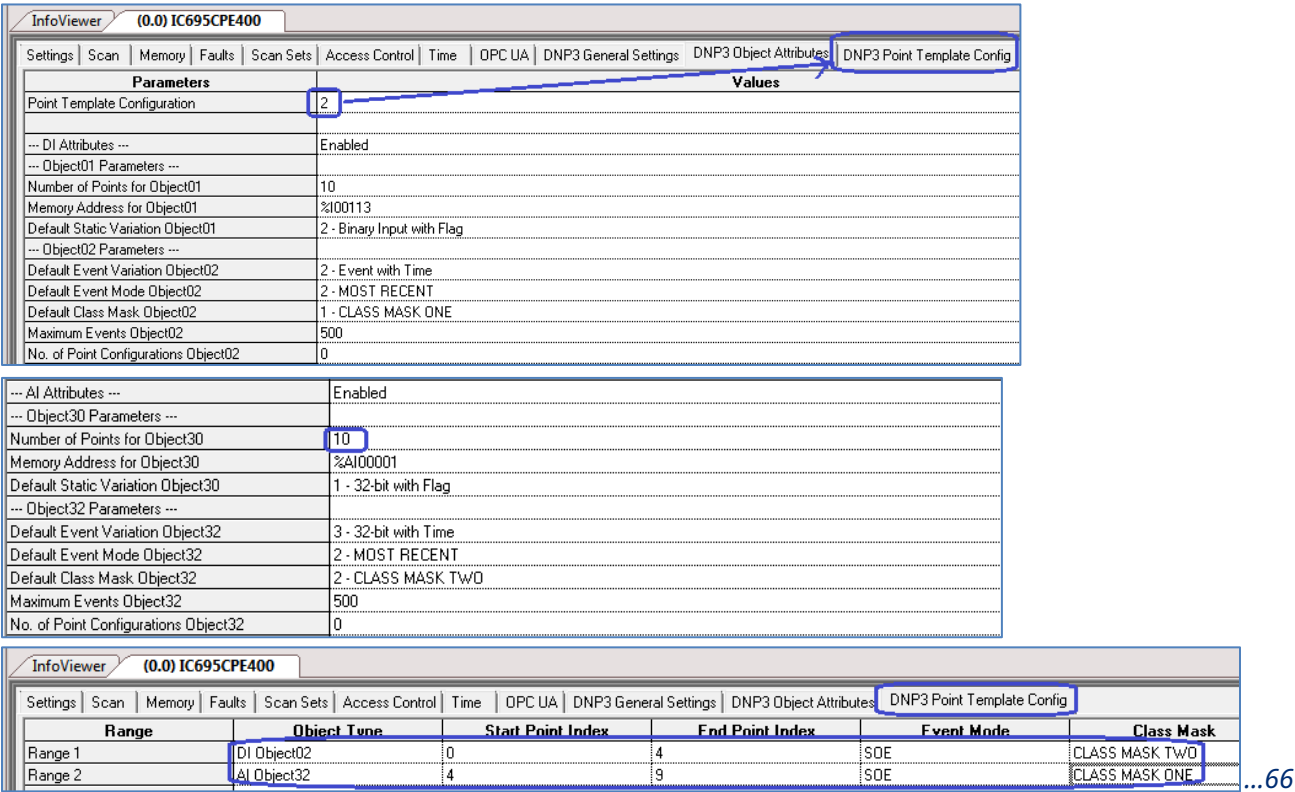 InfoViewer (0.0) IC695CPE400
Settings Scan Memory Faults Scan Sets Access Control Time OPC UA DNP3 General Settings DNP3 Object Attributes DNP3 Point Template Config
Parameters Values
Point Template Configuration 2
--- DI Attributes --- Enabled
--- Object01 Parameters ---
Number of Points for Object01 10
Memory Address for Object01 %I00113
Default Static Variation Object01 2 - Binary Input with Flag
--- Object02 Parameters ---
Default Event Variation Object02 2 - Event with Time
Default Event Mode Object02 2 - MOST RECENT
Default Class Mask Object02 1 - CLASS MASK ONE
Maximum Events Object02 500
No. of Point Configurations Object02 0
--- AI Attributes --- Enabled
--- Object30 Parameters ---
Number of Points for Object30 10
Memory Address for Object30 %AI00001
Default Static Variation Object30 1 - 32-bit with Flag
--- Object32 Parameters ---
Default Event Variation Object32 3 - 32-bit with Time
Default Event Mode Object32 2 - MOST RECENT
Default Class Mask Object32 2 - CLASS MASK TWO
Maximum Events Object32 500
No. of Point Configurations Object32 0
InfoViewer (0.0) IC695CPE400
Settings Scan Memory Faults Scan Sets Access Control Time OPC UA DNP3 General Settings DNP3 Object Attributes DNP3 Point Template Config
Range Object Type Start Point Index End Point Index Event Mode Class Mask
Range 1 DI Object02 0 4 SOE CLASS MASK TWO
Range 2 AI Object32 4 9 SOE CLASS MASK ONE
...66